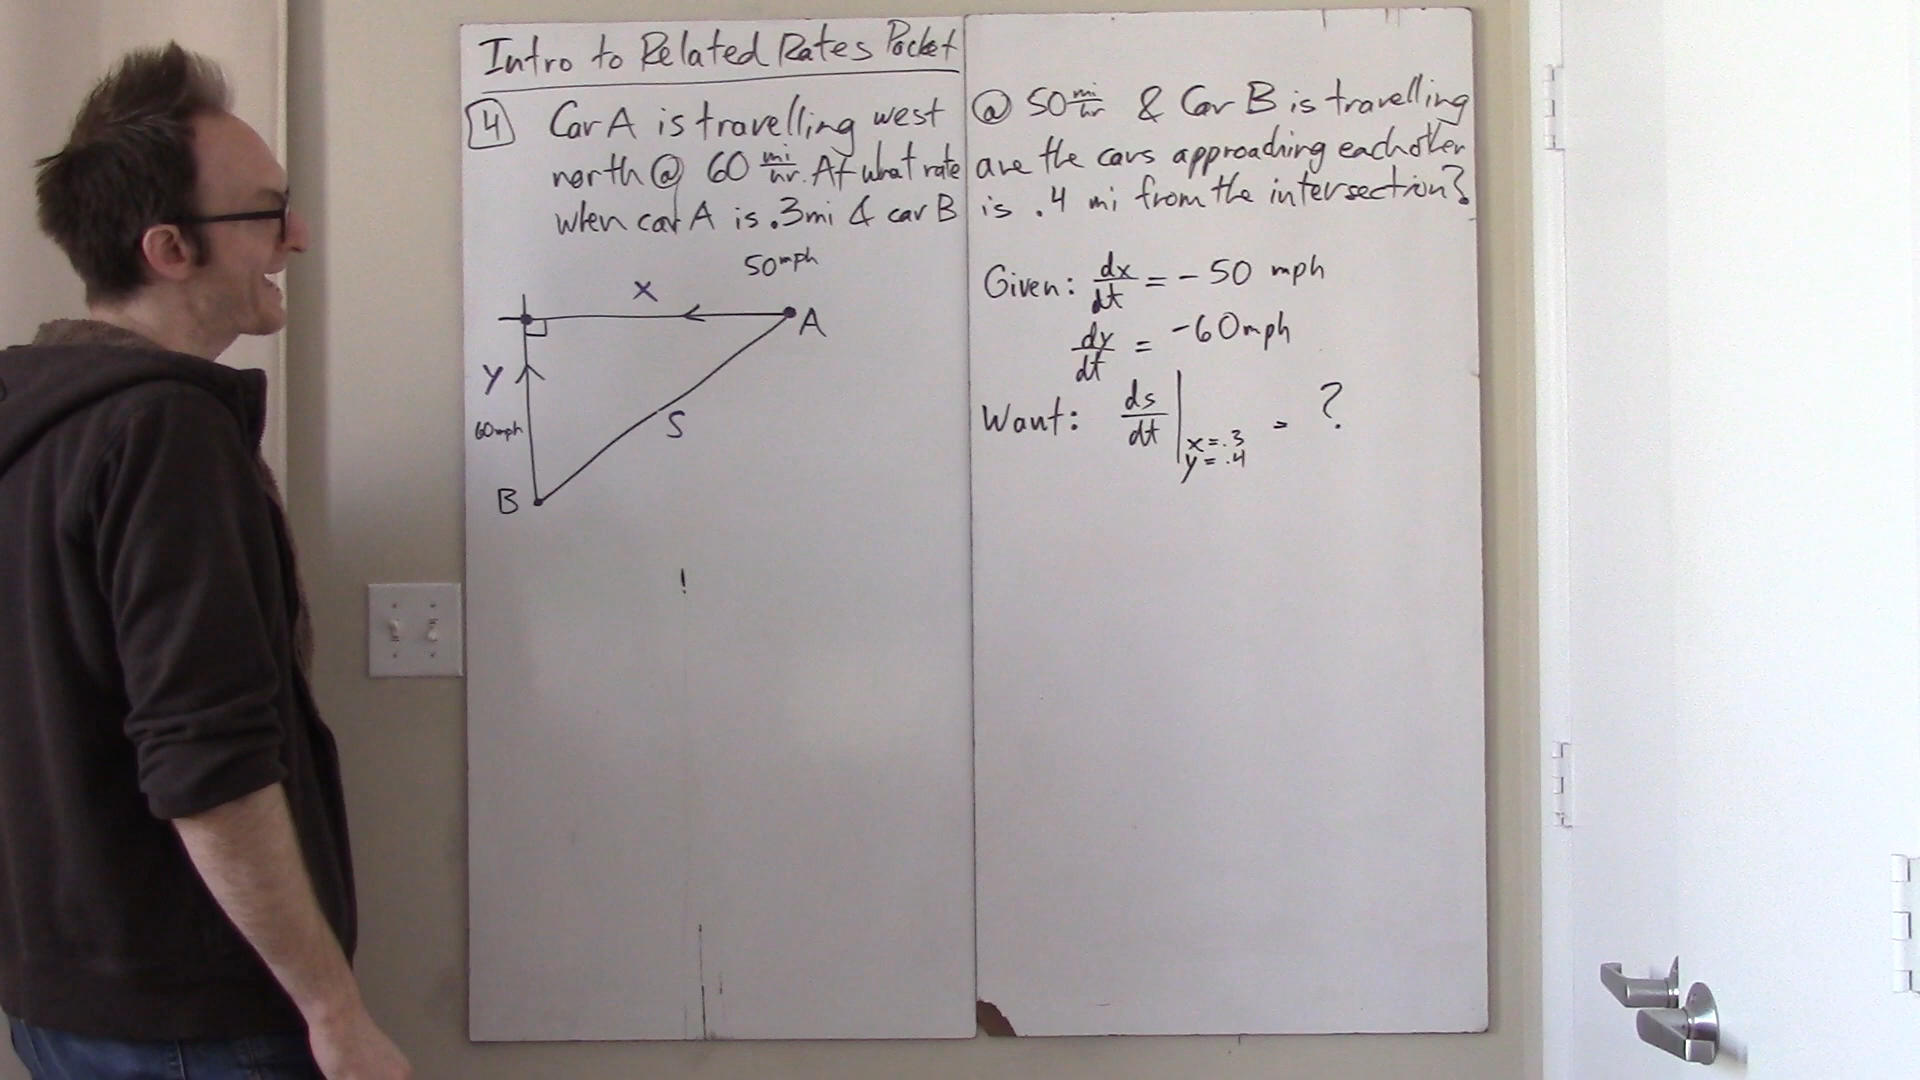 Intro to Related Rates Pocket
4 Car A is travelling west @ 50 mi/hr & Car B is travelling
north @ 60 mi/hr. At what rate are the cars approaching eachother
when car A is .3mi & car B is .4 mi from the intersection?
50mph
x
A
y
60mph
S
B
Given: dx/dt = - 50 mph
dy/dt = -60mph
Want: ds/dt | x=.3 y=.4 = ?